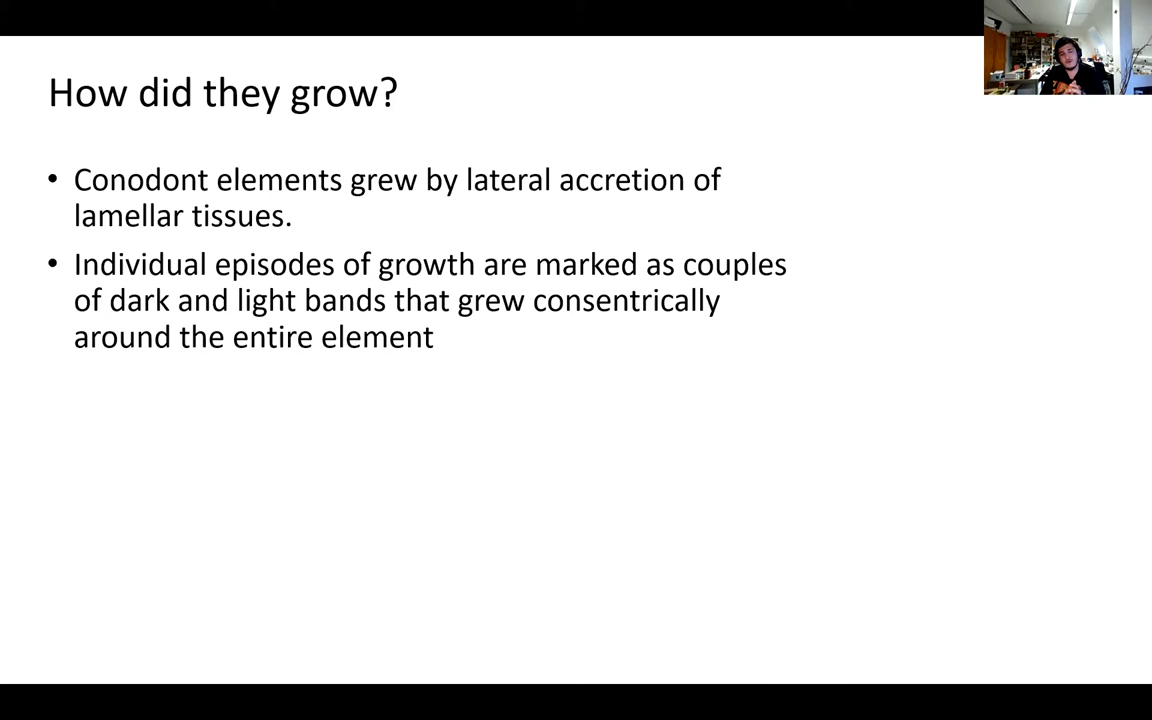 How did they grow?
• Conodont elements grew by lateral accretion of
lamellar tissues.
• Individual episodes of growth are marked as couples
of dark and light bands that grew consentrically
around the entire element